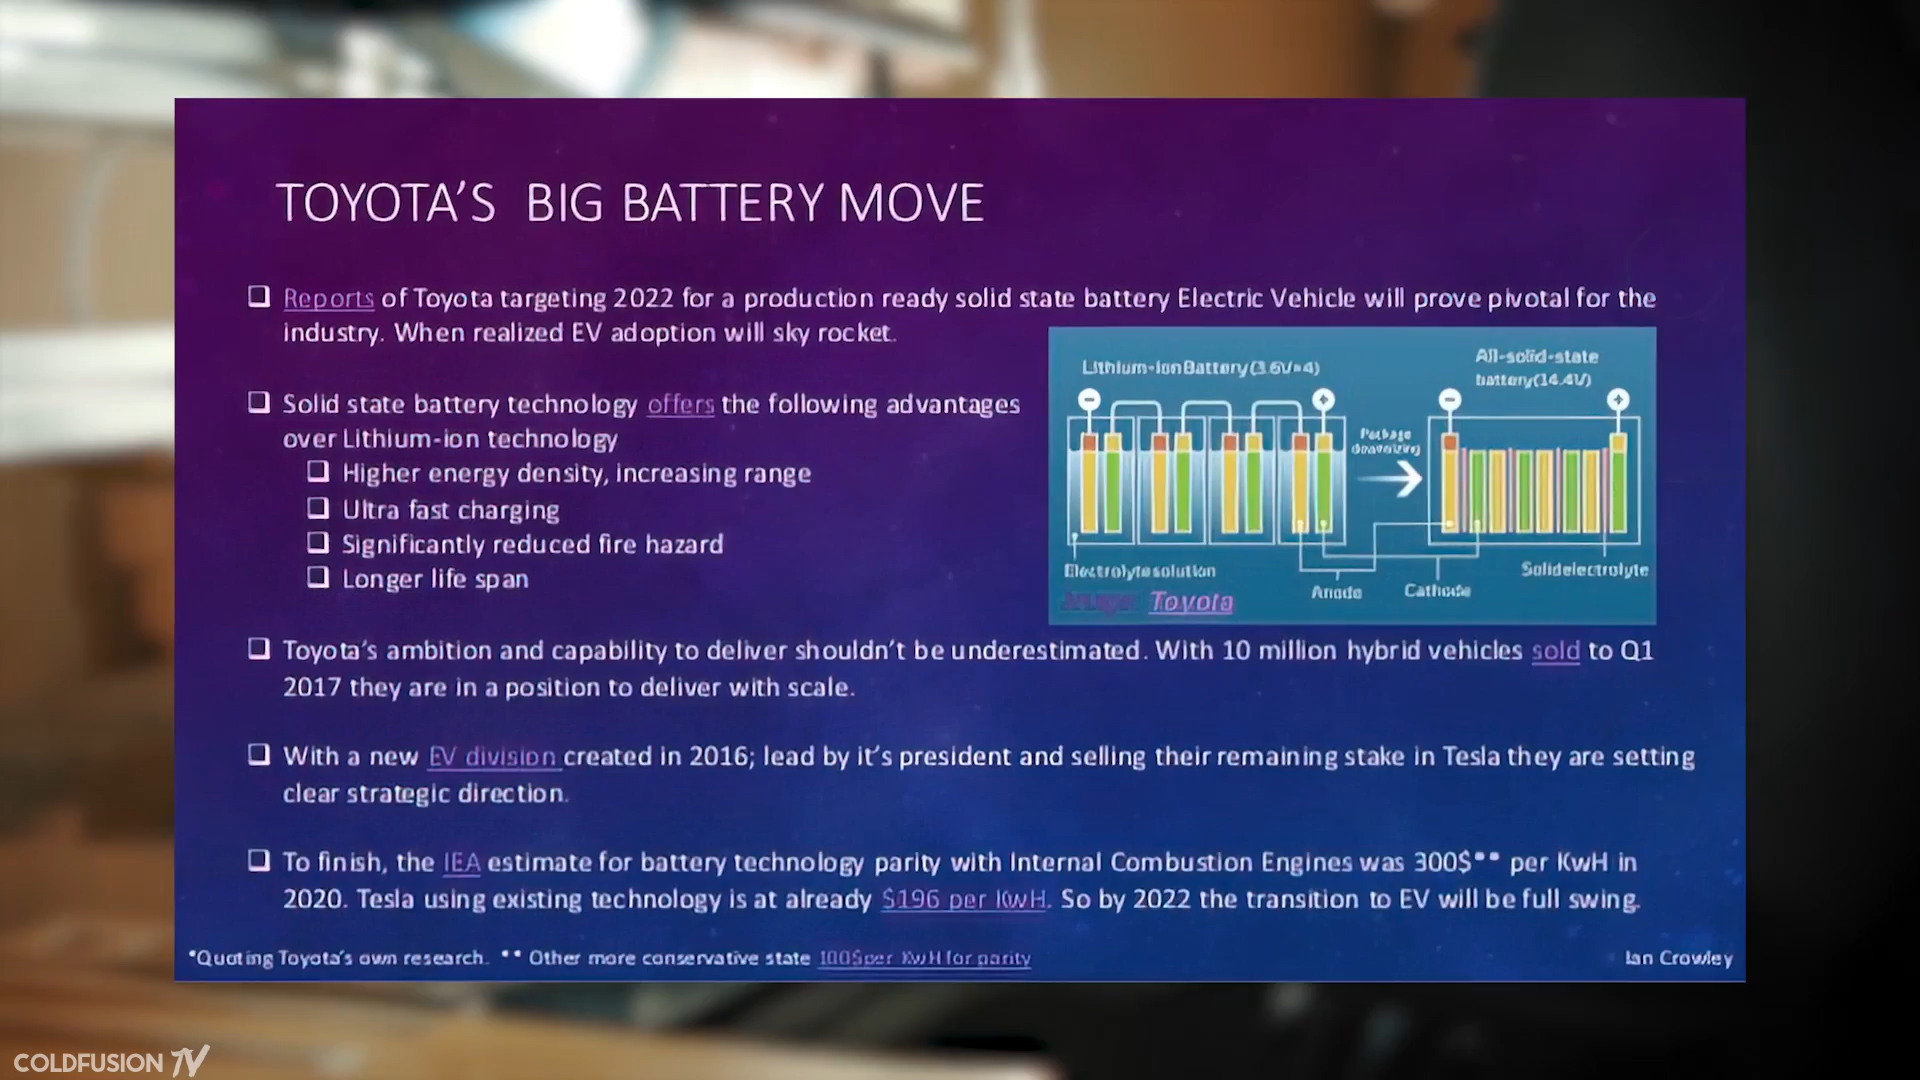 TOYOTA'S BIG BATTERY MOVE
Reports of Toyota targeting 2022 for a production ready solid state battery Electric Vehicle will prove pivotal for the
industry. When realized EV adoption will sky rocket.
Solid state battery technology offers the following advantages
over Lithium-ion technology
Higher energy density, increasing range
Ultra fast charging
Significantly reduced fire hazard
Longer life span
Lithium-ion Battery(3.6V×4)
All-solid-state
battery(14.4V)
Package
downsizing
Electrolyte solution
Anode
Cathode
Solid electrolyte
Image: Toyota
Toyota's ambition and capability to deliver shouldn't be underestimated. With 10 million hybrid vehicles sold to Q1
2017 they are in a position to deliver with scale.
With a new EV division created in 2016; lead by it's president and selling their remaining stake in Tesla they are setting
clear strategic direction.
To finish, the IEA estimate for battery technology parity with Internal Combustion Engines was 300$** per KwH in
2020. Tesla using existing technology is at already $196 per KwH. So by 2022 the transition to EV will be full swing.
*Quoting Toyota's own research. ** Other more conservative state 100$per KwH for parity
Ian Crowley
COLDFUSION TV